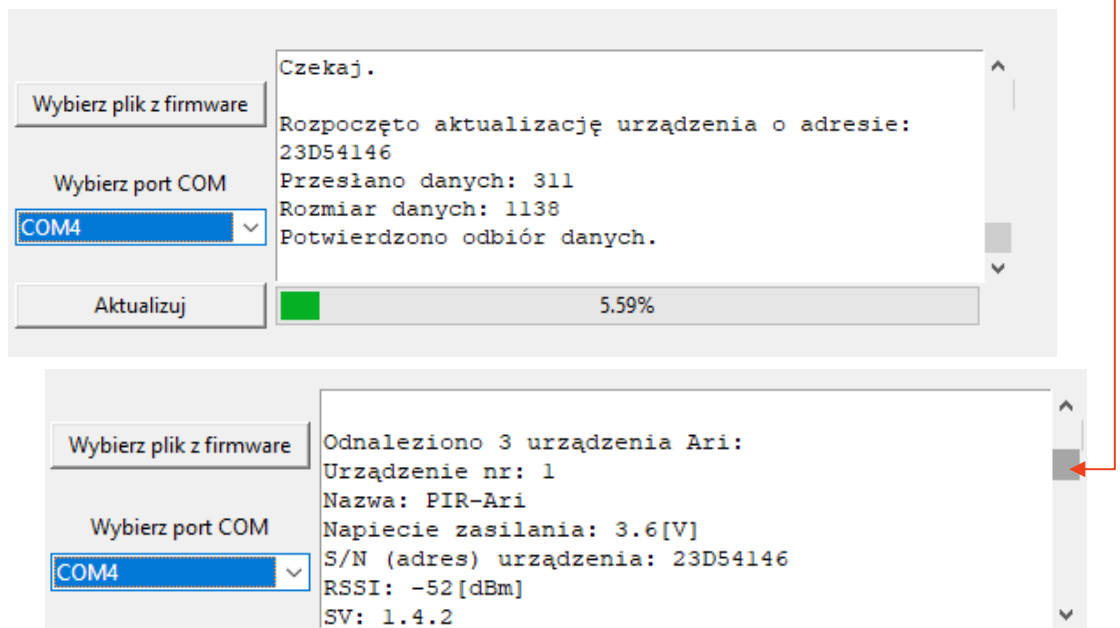 Czekaj.
Wybierz plik z firmware
Rozpoczęto aktualizację urządzenia o adresie:
23D54146
Wybierz port COM
Przesłano danych: 311
Rozmiar danych: 1138
COM4
Potwierdzono odbiór danych.
Aktualizuj
5.59%
Wybierz plik z firmware
Odnaleziono 3 urządzenia Ari:
Urządzenie nr: 1
Nazwa: PIR-Ari
Wybierz port COM
Napiecie zasilania: 3.6[V]
S/N (adres) urządzenia: 23D54146
COM4
RSSI: -52[dBm]
SV: 1.4.2